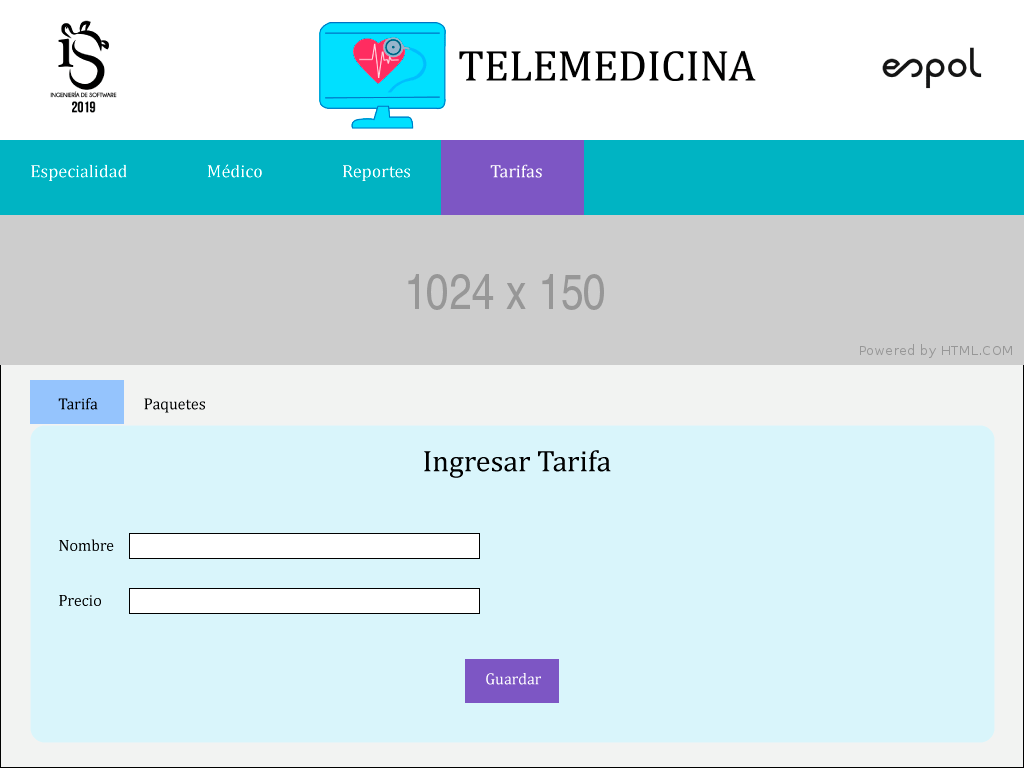 iS
INGENIERÍA DE SOFTWARE
2019
TELEMEDICINA
espol
Especialidad
Médico
Reportes
Tarifas
1024 x 150
Powered by HTML.COM
Tarifa
Paquetes
Ingresar Tarifa
Nombre
Precio
Guardar